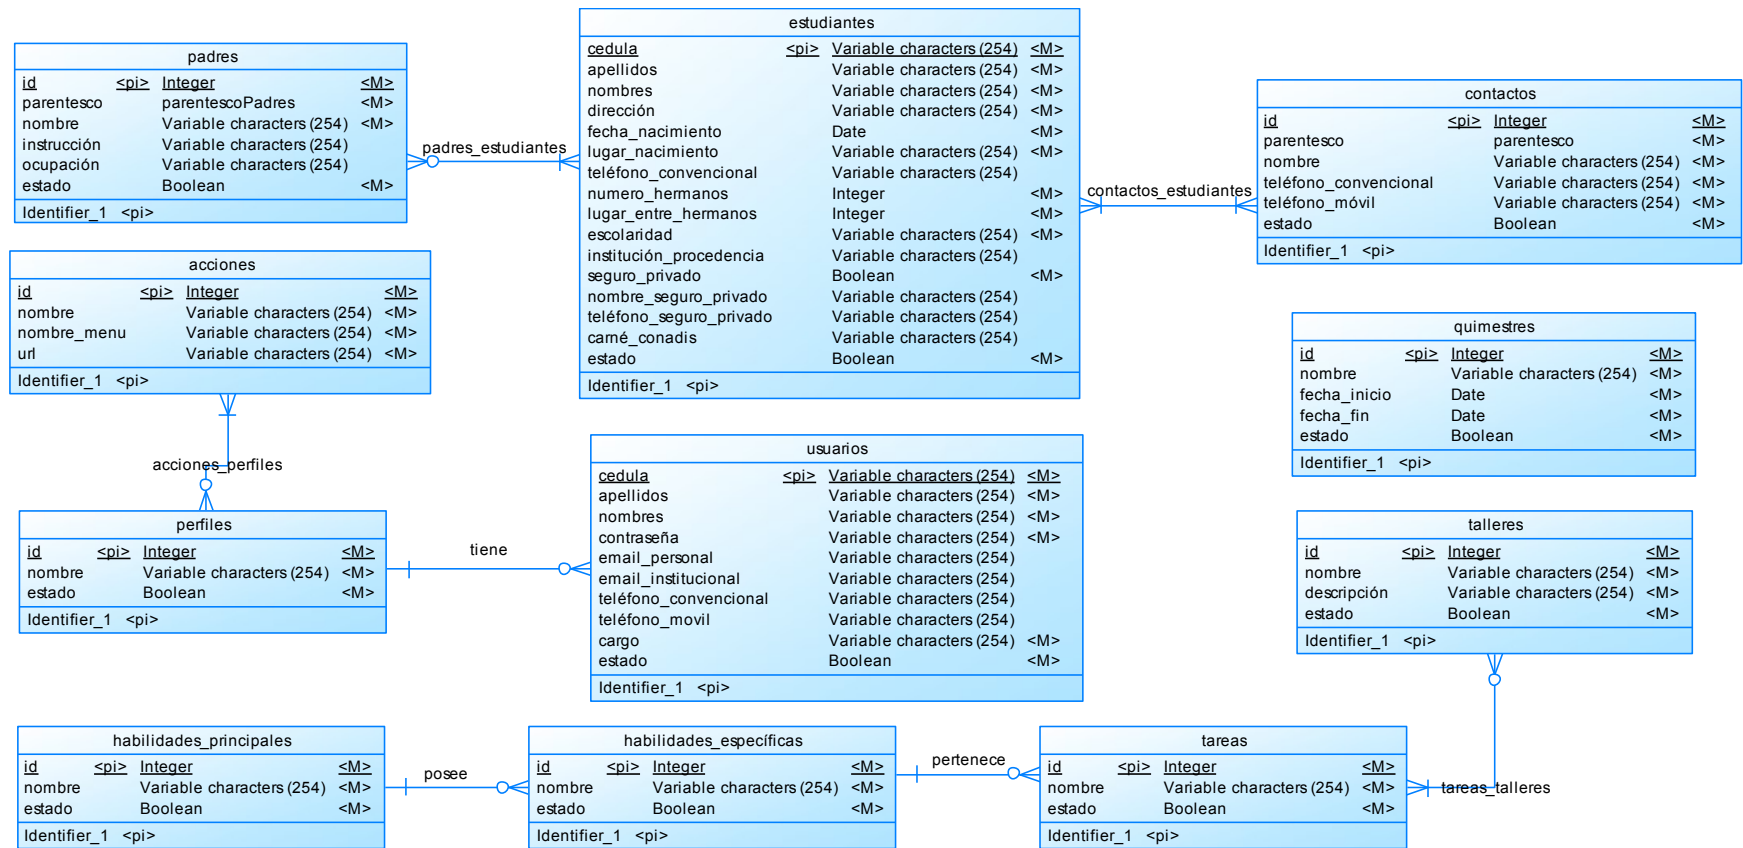 padres
id <pi> Integer <M>
parentesco parentescoPadres <M>
nombre Variable characters (254) <M>
instrucción Variable characters (254)
ocupación Variable characters (254)
estado Boolean <M>
Identifier_1 <pi>
padres_estudiantes
estudiantes
cedula <pi> Variable characters (254) <M>
apellidos Variable characters (254) <M>
nombres Variable characters (254) <M>
dirección Variable characters (254) <M>
fecha_nacimiento Date <M>
lugar_nacimiento Variable characters (254) <M>
teléfono_convencional Variable characters (254)
numero_hermanos Integer <M>
lugar_entre_hermanos Integer <M>
escolaridad Variable characters (254) <M>
institución_procedencia Variable characters (254)
seguro_privado Boolean <M>
nombre_seguro_privado Variable characters (254)
teléfono_seguro_privado Variable characters (254)
carné_conadis Variable characters (254)
estado Boolean <M>
Identifier_1 <pi>
contactos_estudiantes
contactos
id <pi> Integer <M>
parentesco parentesco <M>
nombre Variable characters (254) <M>
teléfono_convencional Variable characters (254) <M>
teléfono_móvil Variable characters (254) <M>
estado Boolean <M>
Identifier_1 <pi>
acciones
id <pi> Integer <M>
nombre Variable characters (254) <M>
nombre_menu Variable characters (254) <M>
url Variable characters (254) <M>
Identifier_1 <pi>
acciones_perfiles
quimestres
id <pi> Integer <M>
nombre Variable characters (254) <M>
fecha_inicio Date <M>
fecha_fin Date <M>
estado Boolean <M>
Identifier_1 <pi>
perfiles
id <pi> Integer <M>
nombre Variable characters (254) <M>
estado Boolean <M>
Identifier_1 <pi>
tiene
usuarios
cedula <pi> Variable characters (254) <M>
apellidos Variable characters (254) <M>
nombres Variable characters (254) <M>
contraseña Variable characters (254) <M>
email_personal Variable characters (254)
email_institucional Variable characters (254)
teléfono_convencional Variable characters (254)
teléfono_movil Variable characters (254)
cargo Variable characters (254) <M>
estado Boolean <M>
Identifier_1 <pi>
talleres
id <pi> Integer <M>
nombre Variable characters (254) <M>
descripción Variable characters (254) <M>
estado Boolean <M>
Identifier_1 <pi>
habilidades_principales
id <pi> Integer <M>
nombre Variable characters (254) <M>
estado Boolean <M>
Identifier_1 <pi>
posee
habilidades_específicas
id <pi> Integer <M>
nombre Variable characters (254) <M>
estado Boolean <M>
Identifier_1 <pi>
pertenece
tareas
id <pi> Integer <M>
nombre Variable characters (254) <M>
estado Boolean <M>
Identifier_1 <pi>
tareas_talleres